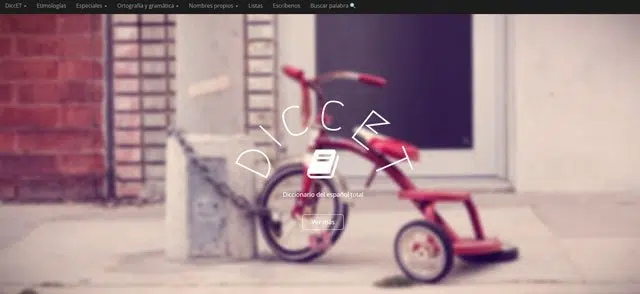 DiccET Etimologías Especiales Ortografía y gramática Nombres propios Listas Escríbenos Buscar palabra
DICCET
Diccionario del español total
Ver más